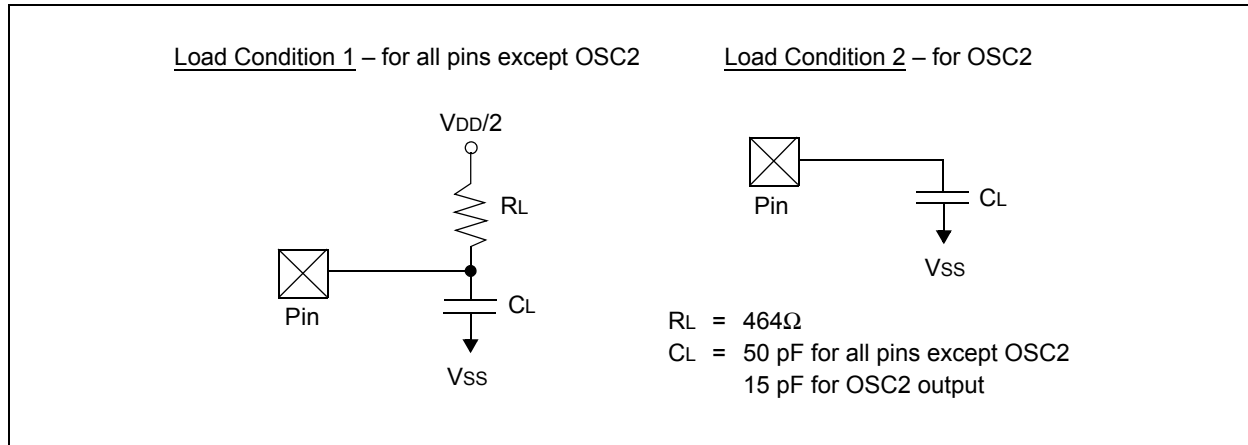 Load Condition 1 – for all pins except OSC2
VDD/2
RL
Pin
CL
VSS
Load Condition 2 – for OSC2
Pin
CL
VSS
RL = 464Ω
CL = 50 pF for all pins except OSC2
15 pF for OSC2 output